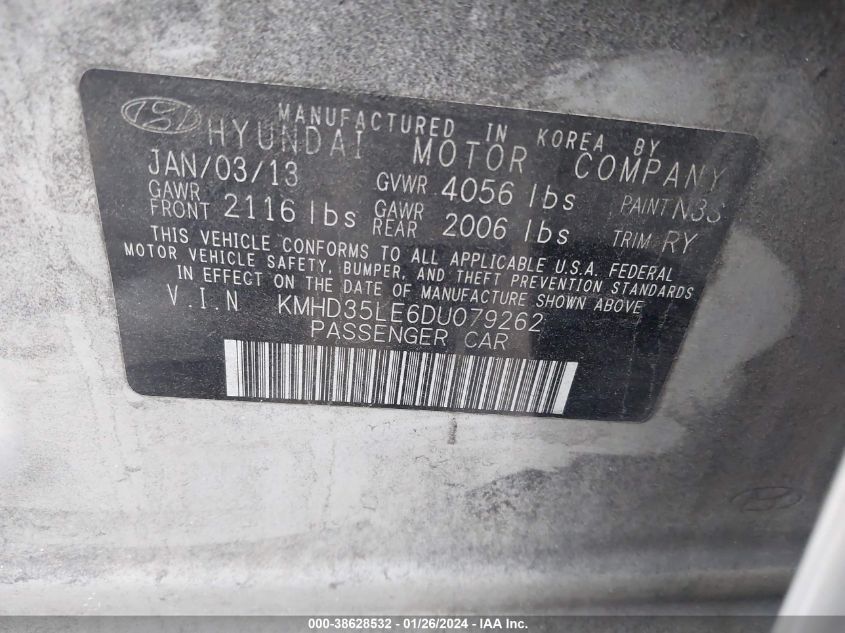 MANUFACTURED IN KOREA BY
HYUNDAI MOTOR COMPANY
JAN/03/13 GVWR 4056 lbs PAINT N3S
GAWR FRONT 2116 lbs GAWR REAR 2006 lbs TRIM RY
THIS VEHICLE CONFORMS TO ALL APPLICABLE U.S.A. FEDERAL
MOTOR VEHICLE SAFETY, BUMPER, AND THEFT PREVENTION STANDARDS
IN EFFECT ON THE DATE OF MANUFACTURE SHOWN ABOVE
V.I.N KMHD35LE6DU079262
PASSENGER CAR
000-38628532 - 01/26/2024 - IAA Inc.